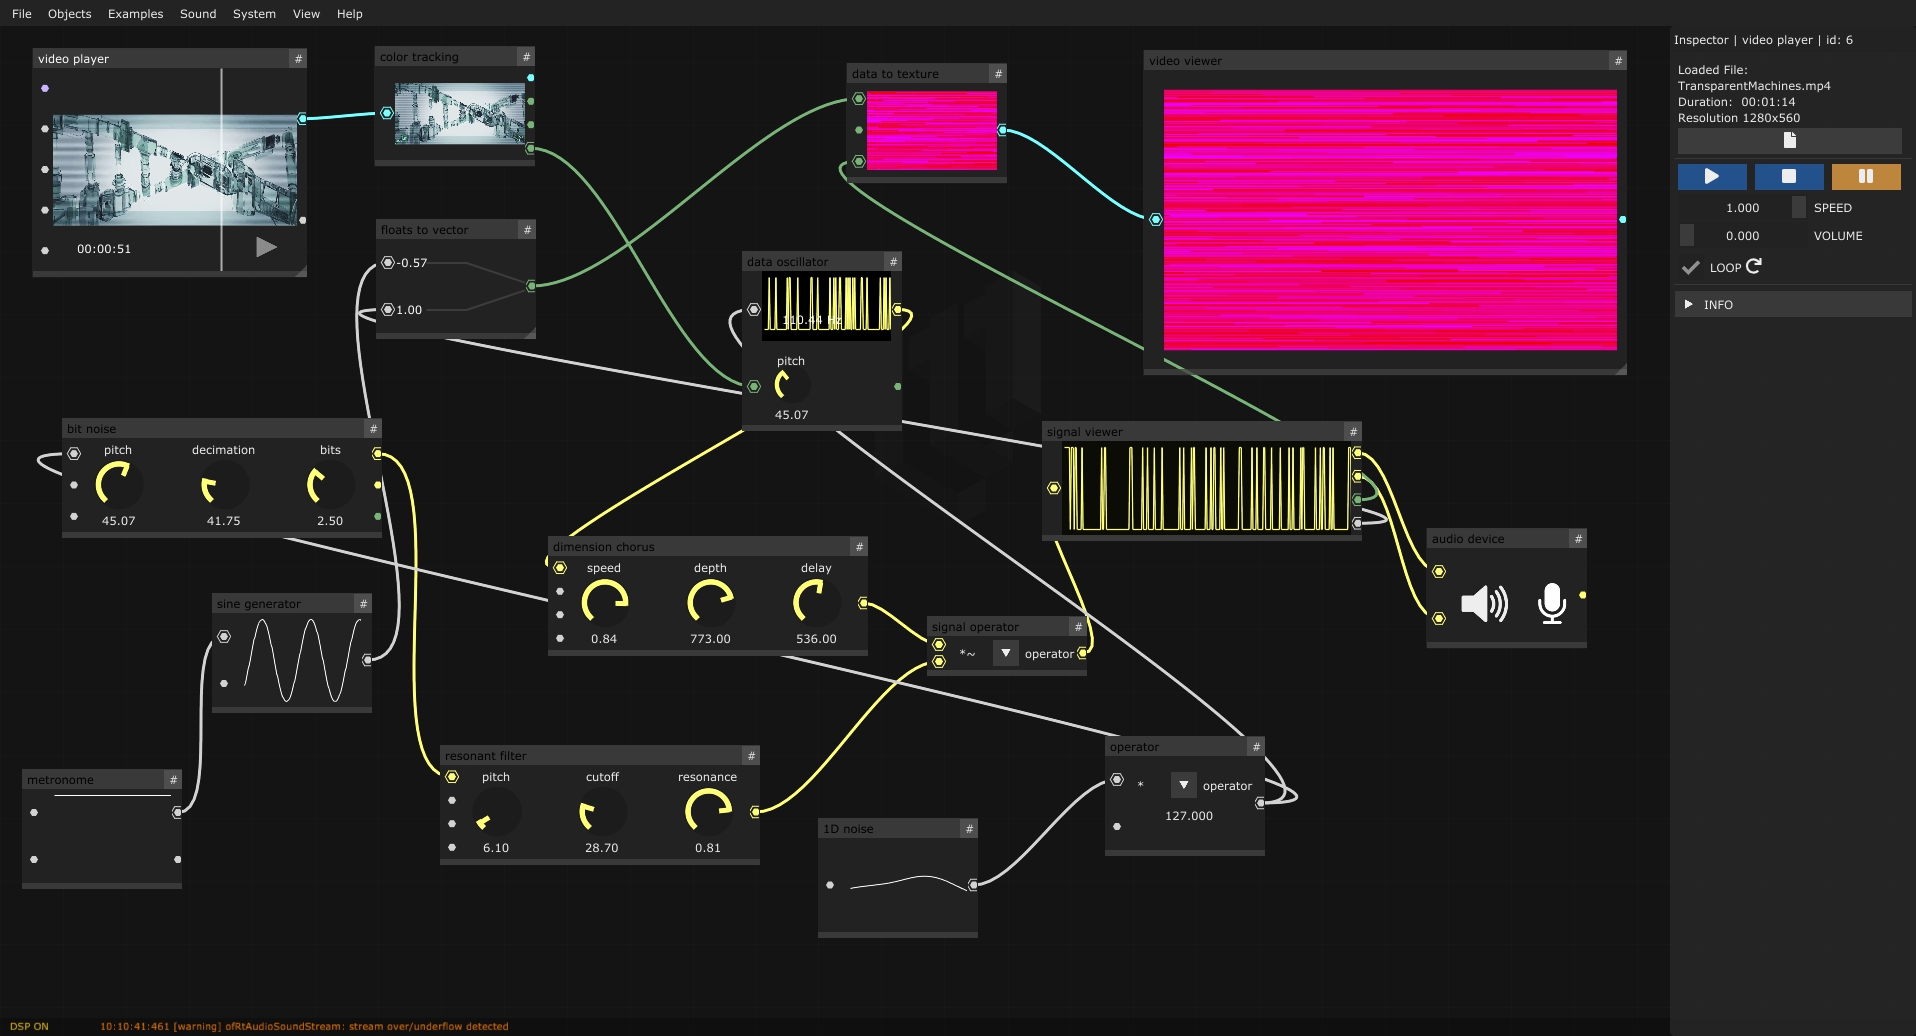 File Objects Examples Sound System View Help
video player #
00:00:51
color tracking #
floats to vector #
-0.57
1.00
data to texture #
data oscillator #
110.44 Hz
pitch
45.07
video viewer #
bit noise #
pitch decimation bits
45.07 41.75 2.50
signal viewer #
audio device #
dimension chorus #
speed depth delay
0.84 773.00 536.00
signal operator #
*~ operator
sine generator #
metronome #
resonant filter #
pitch cutoff resonance
6.10 28.70 0.81
1D noise #
operator #
* operator
127.000
Inspector | video player | id: 6
Loaded File:
TransparentMachines.mp4
Duration: 00:01:14
Resolution 1280x560
1.000 SPEED
0.000 VOLUME
LOOP
INFO
DSP ON 10:10:41:461 [warning] ofRtAudioSoundStream: stream over/underflow detected